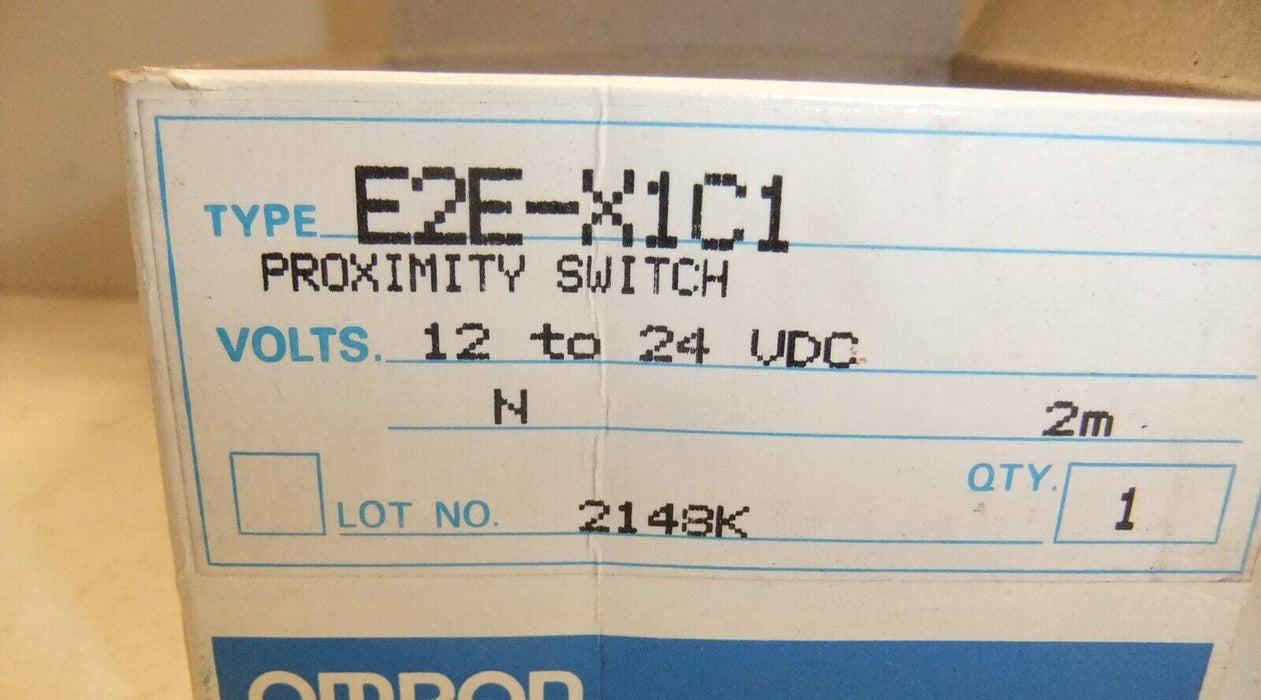 TYPE E2E-X1C1
PROXIMITY SWITCH
VOLTS. 12 to 24 VDC
N 2m
LOT NO. 2148K QTY. 1
OMRON